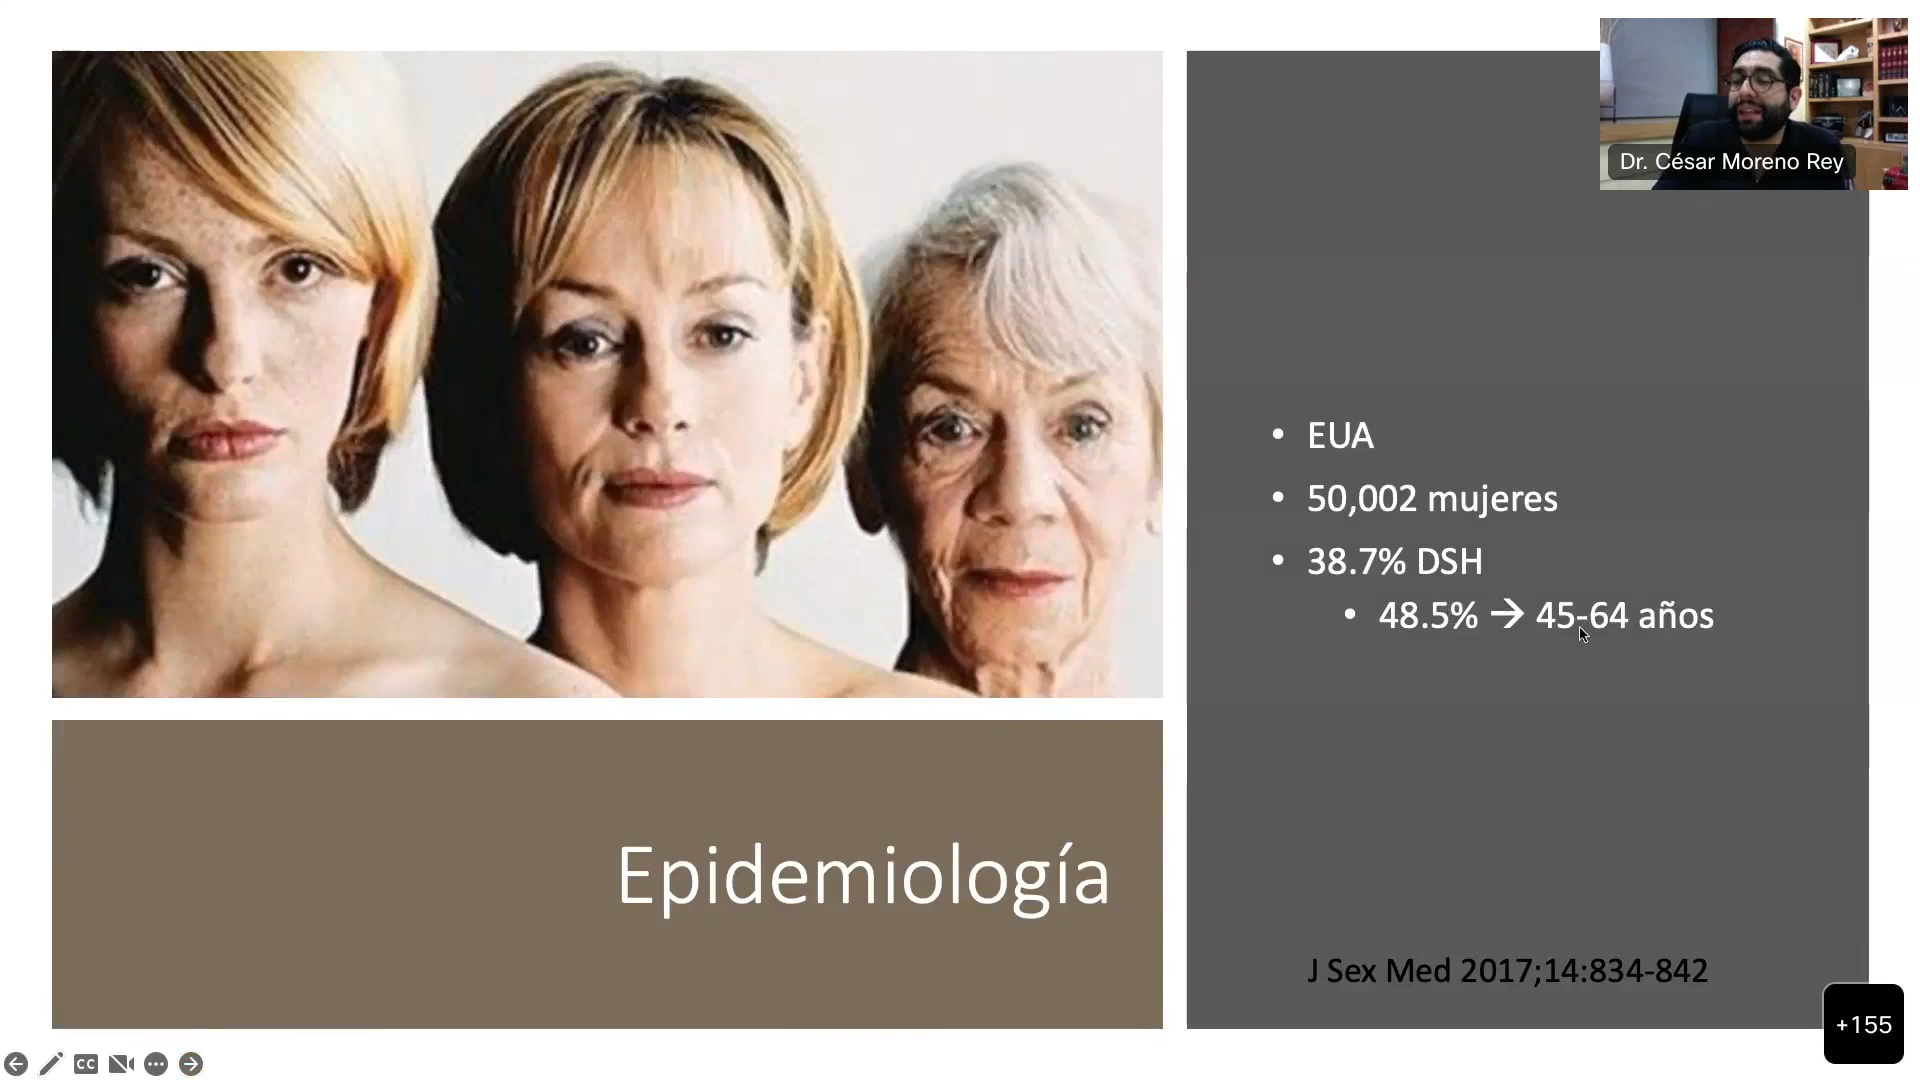 Dr. César Moreno Rey
• EUA
• 50,002 mujeres
• 38.7% DSH
• 48.5% → 45-64 años
Epidemiología
J Sex Med 2017;14:834-842
+155
CC